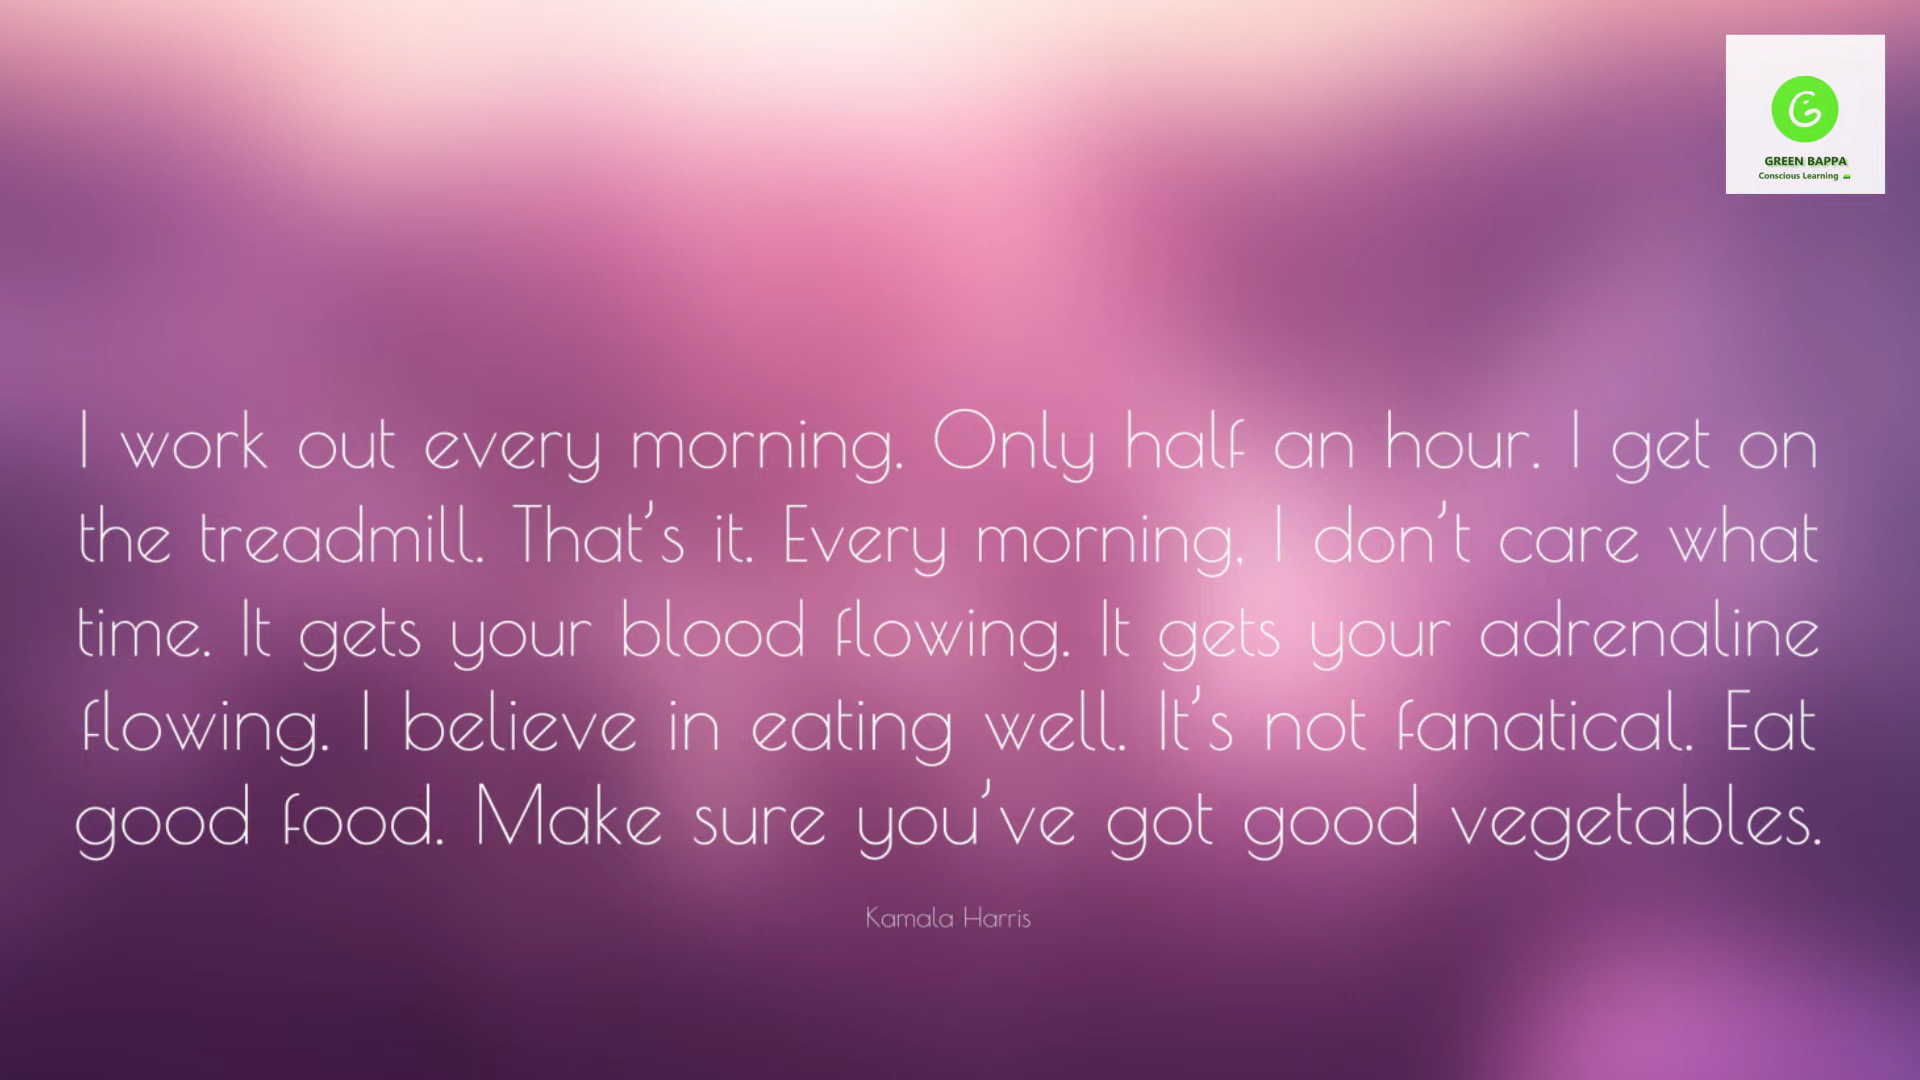 GREEN BAPPA
Conscious Learning
I work out every morning. Only half an hour. I get on
the treadmill. That's it. Every morning, I don't care what
time. It gets your blood flowing. It gets your adrenaline
flowing. I believe in eating well. It's not fanatical. Eat
good food. Make sure you've got good vegetables.
Kamala Harris